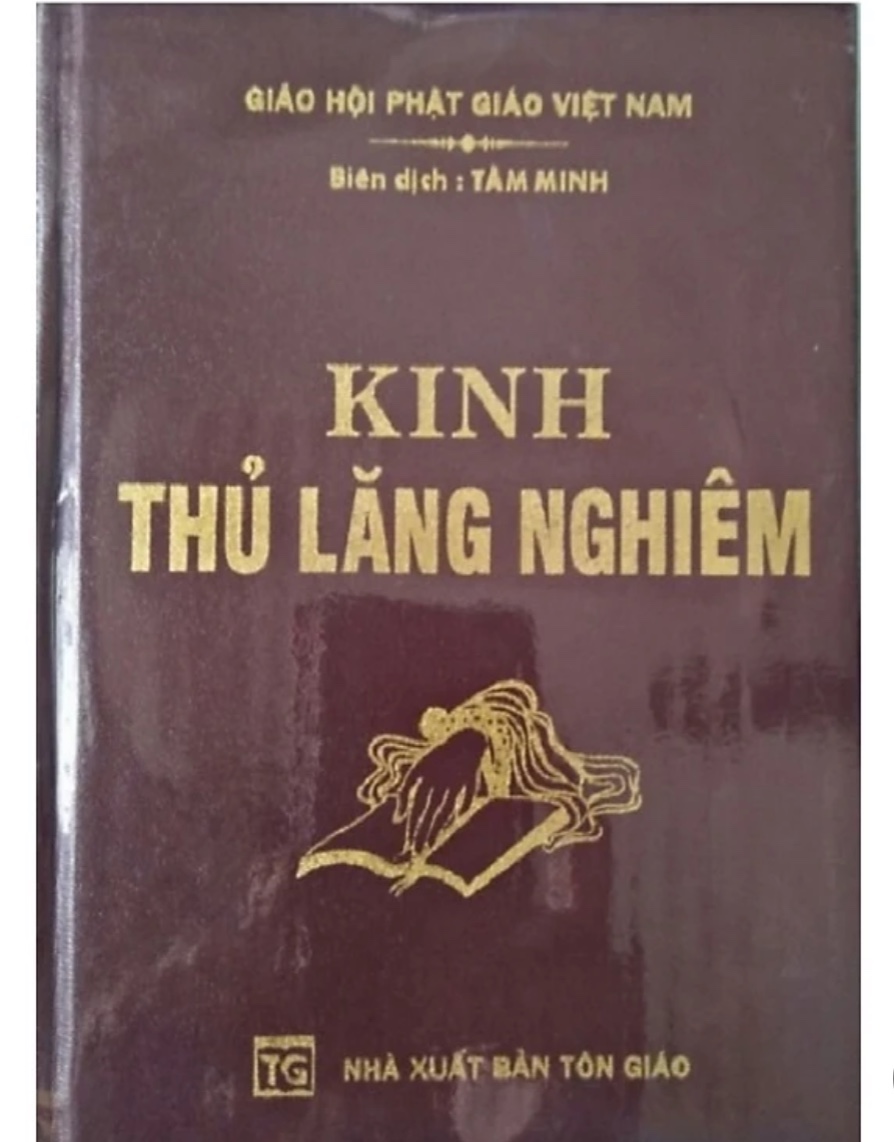 GIÁO HỘI PHẬT GIÁO VIỆT NAM
Biên dịch : TÂM MINH
KINH
THỦ LĂNG NGHIÊM
TG NHÀ XUẤT BẢN TÔN GIÁO